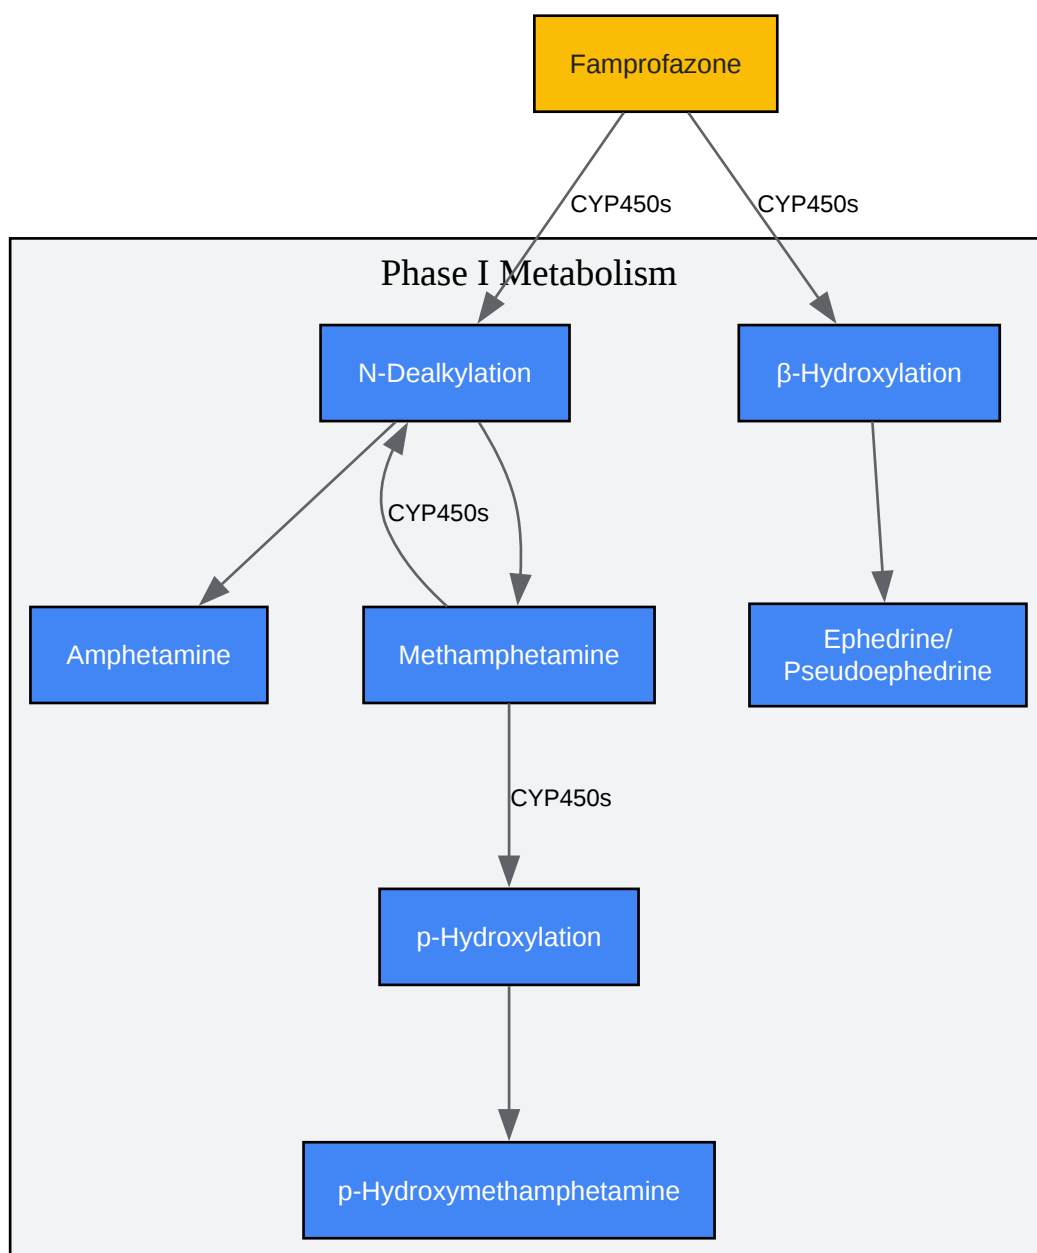 Famprofazone
CYP450s
CYP450s
Phase I Metabolism
N-Dealkylation
β-Hydroxylation
CYP450s
Amphetamine
Methamphetamine
Ephedrine/
Pseudoephedrine
CYP450s
p-Hydroxylation
p-Hydroxymethamphetamine